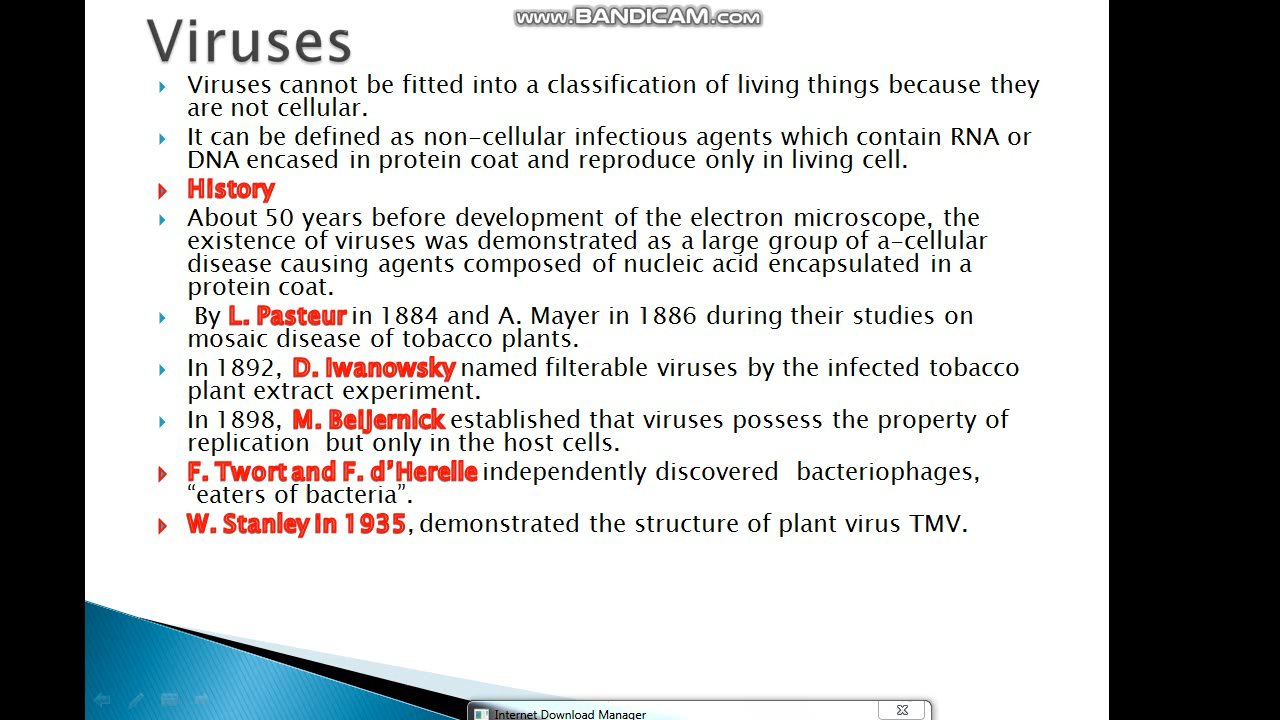 www.BANDICAM.com
Viruses
Viruses cannot be fitted into a classification of living things because they
are not cellular.
It can be defined as non-cellular infectious agents which contain RNA or
DNA encased in protein coat and reproduce only in living cell.
History
About 50 years before development of the electron microscope, the
existence of viruses was demonstrated as a large group of a-cellular
disease causing agents composed of nucleic acid encapsulated in a
protein coat.
By L. Pasteur in 1884 and A. Mayer in 1886 during their studies on
mosaic disease of tobacco plants.
In 1892, D. Iwanowsky named filterable viruses by the infected tobacco
plant extract experiment.
In 1898, M. Beijernick established that viruses possess the property of
replication but only in the host cells.
F. Twort and F. d'Herelle independently discovered bacteriophages,
“eaters of bacteria”.
W. Stanley in 1935, demonstrated the structure of plant virus TMV.
Internet Download Manager